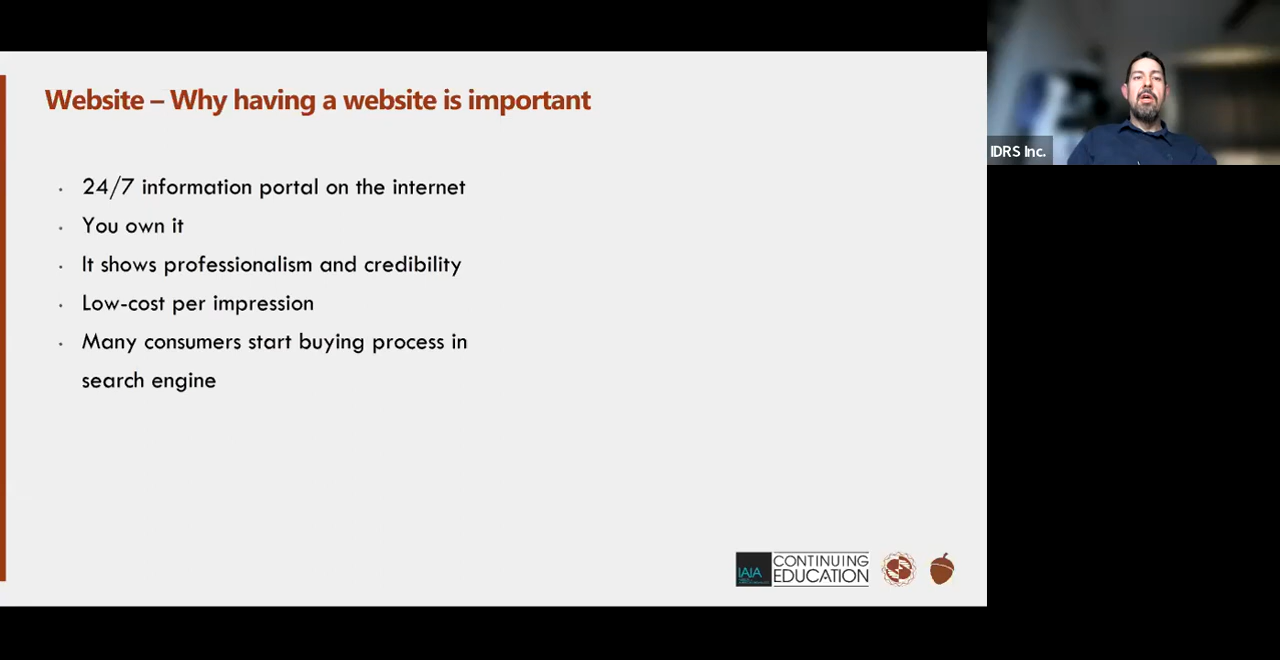 Website – Why having a website is important
IDRS Inc.
· 24/7 information portal on the internet
· You own it
· It shows professionalism and credibility
· Low-cost per impression
· Many consumers start buying process in
search engine
IAIA
CONTINUING
EDUCATION